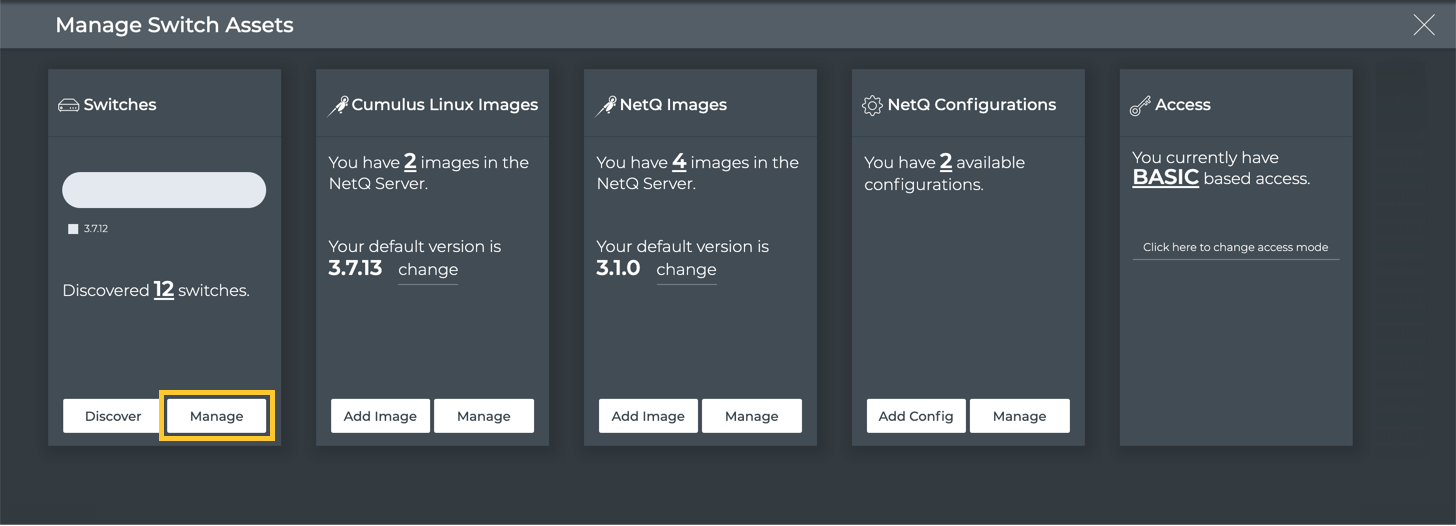 Manage Switch Assets
Switches
3.7.12
Discovered 12 switches.
Discover
Manage
Cumulus Linux Images
You have 2 images in the
NetQ Server.
Your default version is
3.7.13 change
Add Image
Manage
NetQ Images
You have 4 images in the
NetQ Server.
Your default version is
3.1.0 change
Add Image
Manage
NetQ Configurations
You have 2 available
configurations.
Add Config
Manage
Access
You currently have
BASIC based access.
Click here to change access mode